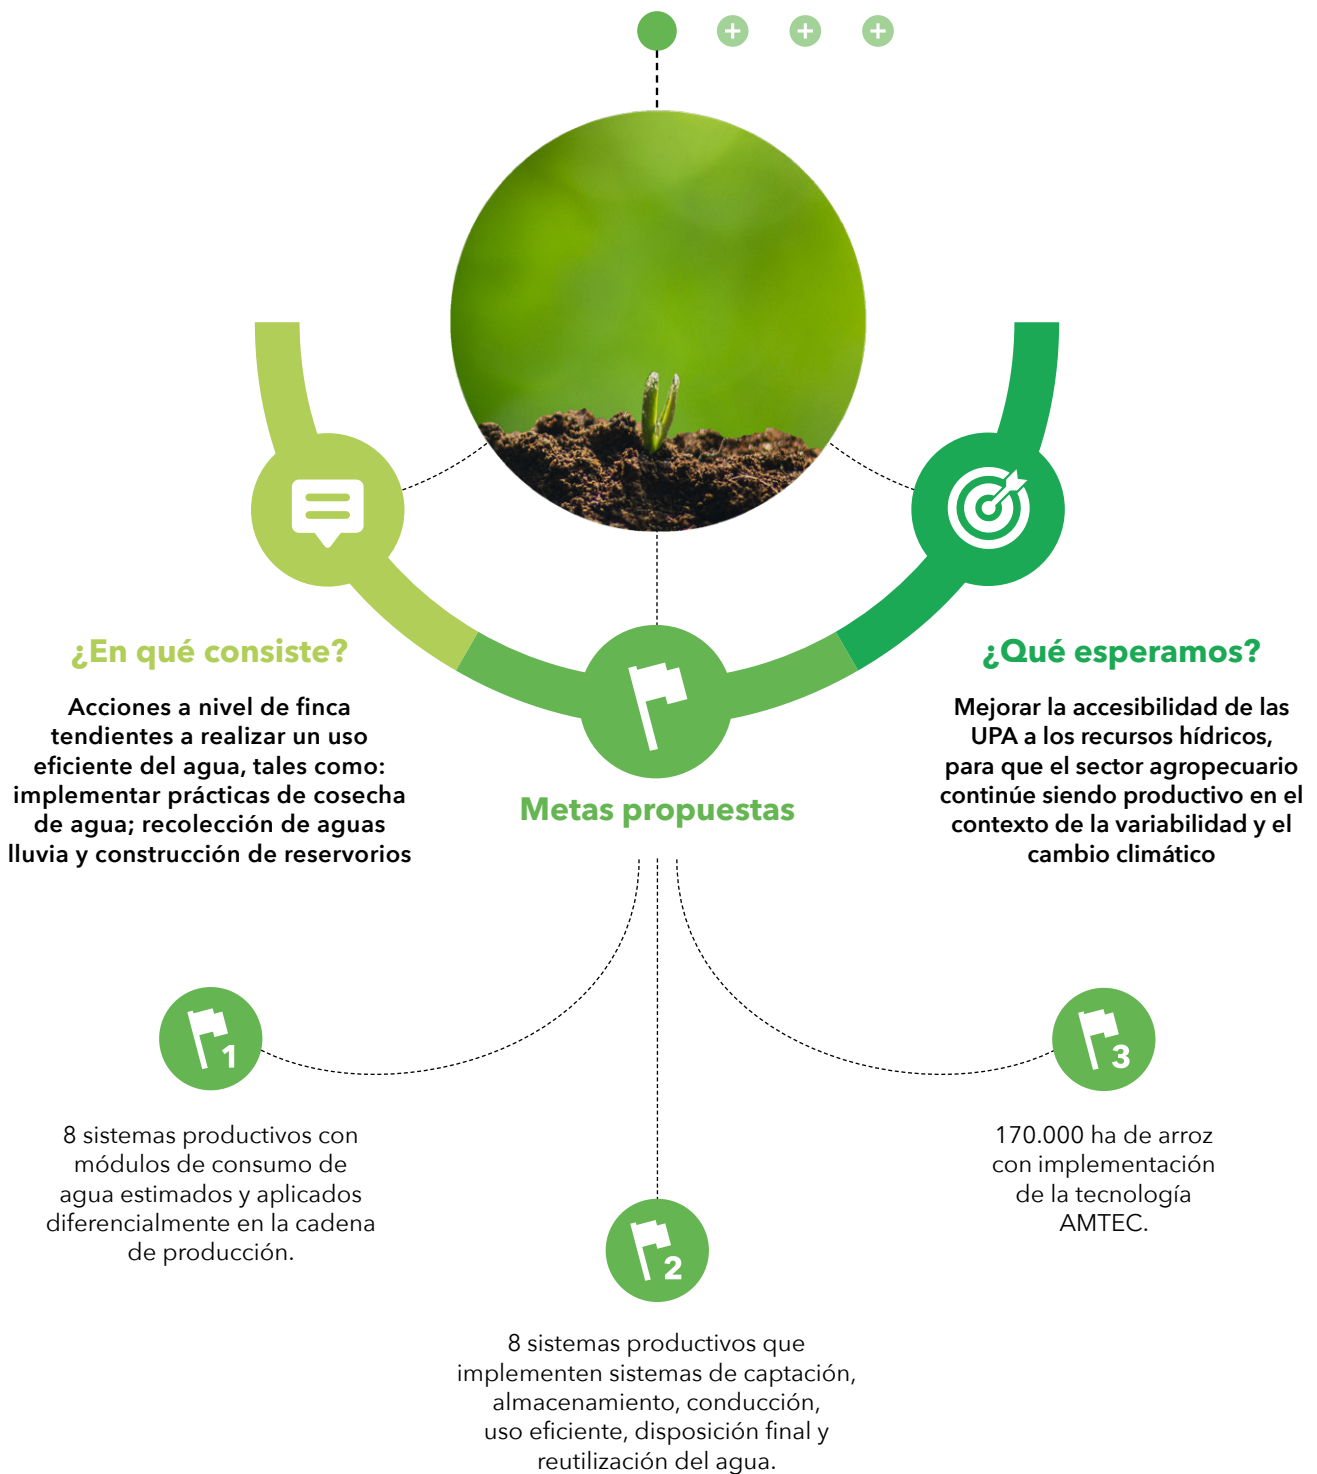 ¿En qué consiste?
Acciones a nivel de finca
tendientes a realizar un uso
eficiente del agua, tales como:
implementar prácticas de cosecha
de agua; recolección de aguas
lluvia y construcción de reservorios
Metas propuestas
¿Qué esperamos?
Mejorar la accesibilidad de las
UPA a los recursos hídricos,
para que el sector agropecuario
continúe siendo productivo en el
contexto de la variabilidad y el
cambio climático
1
8 sistemas productivos con
módulos de consumo de
agua estimados y aplicados
diferencialmente en la cadena
de producción.
2
8 sistemas productivos que
implementen sistemas de captación,
almacenamiento, conducción,
uso eficiente, disposición final y
reutilización del agua.
3
170.000 ha de arroz
con implementación
de la tecnología
AMTEC.